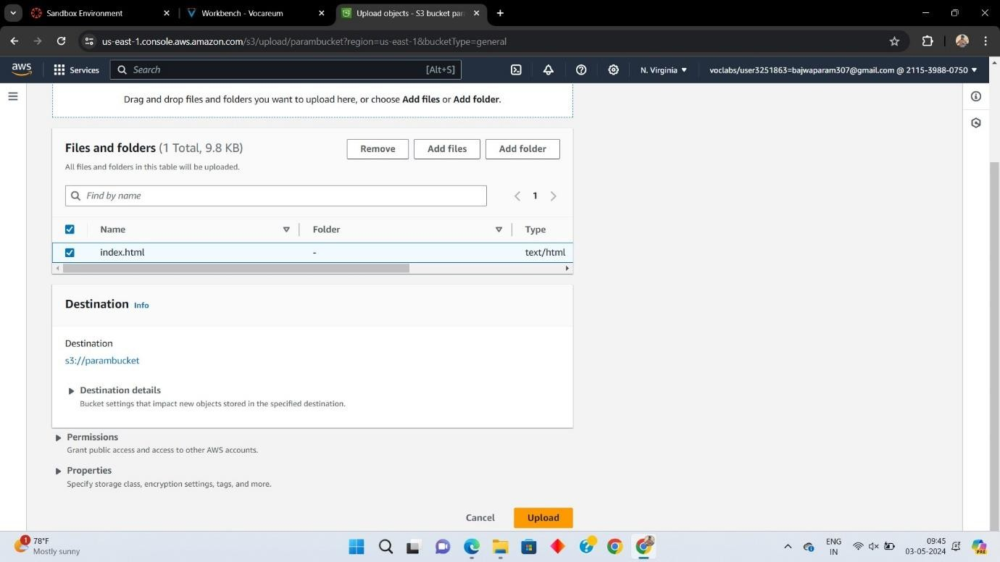 Sandbox Environment
Workbench - Vocareum
Upload objects - S3 bucket par
us-east-1.console.aws.amazon.com/s3/upload/parambucket?region=us-east-1&bucketType=general
aws
Services
Search
[Alt+S]
N. Virginia
voclabs/user3251863=bajwaparam307@gmail.com @ 2115-3988-0750
Drag and drop files and folders you want to upload here, or choose Add files or Add folder.
Files and folders (1 Total, 9.8 KB)
Remove
Add files
Add folder
All files and folders in this table will be uploaded.
Find by name
1
Name
Folder
Type
index.html
-
text/html
Destination Info
Destination
s3://parambucket
Destination details
Bucket settings that impact new objects stored in the specified destination.
Permissions
Grant public access and access to other AWS accounts.
Properties
Specify storage class, encryption settings, tags, and more.
Cancel
Upload
1
78°F
Mostly sunny
ENG
IN
09:45
03-05-2024
PRE